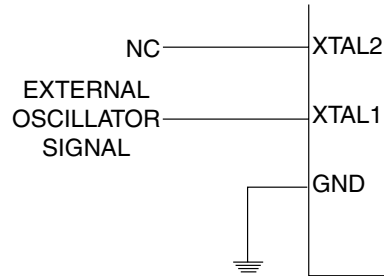 NC
XTAL2
EXTERNAL
OSCILLATOR
SIGNAL
XTAL1
GND